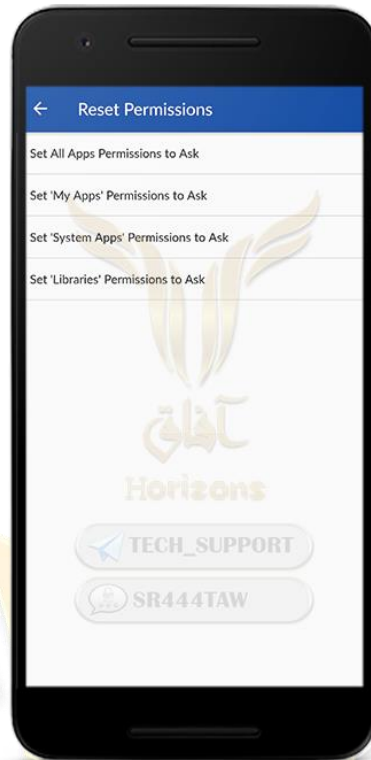 Reset Permissions
Set All Apps Permissions to Ask
Set 'My Apps' Permissions to Ask
Set 'System Apps' Permissions to Ask
Set 'Libraries' Permissions to Ask
آفاق
Horizons
TECH_SUPPORT
SR444TAW